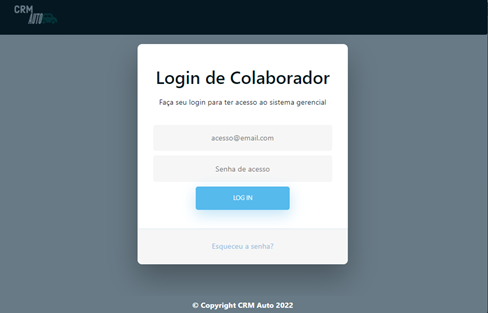 CRM
AUTO
Login de Colaborador
Faça seu login para ter acesso ao sistema gerencial
acesso@email.com
Senha de acesso
LOG IN
Esqueceu a senha?
© Copyright CRM Auto 2022